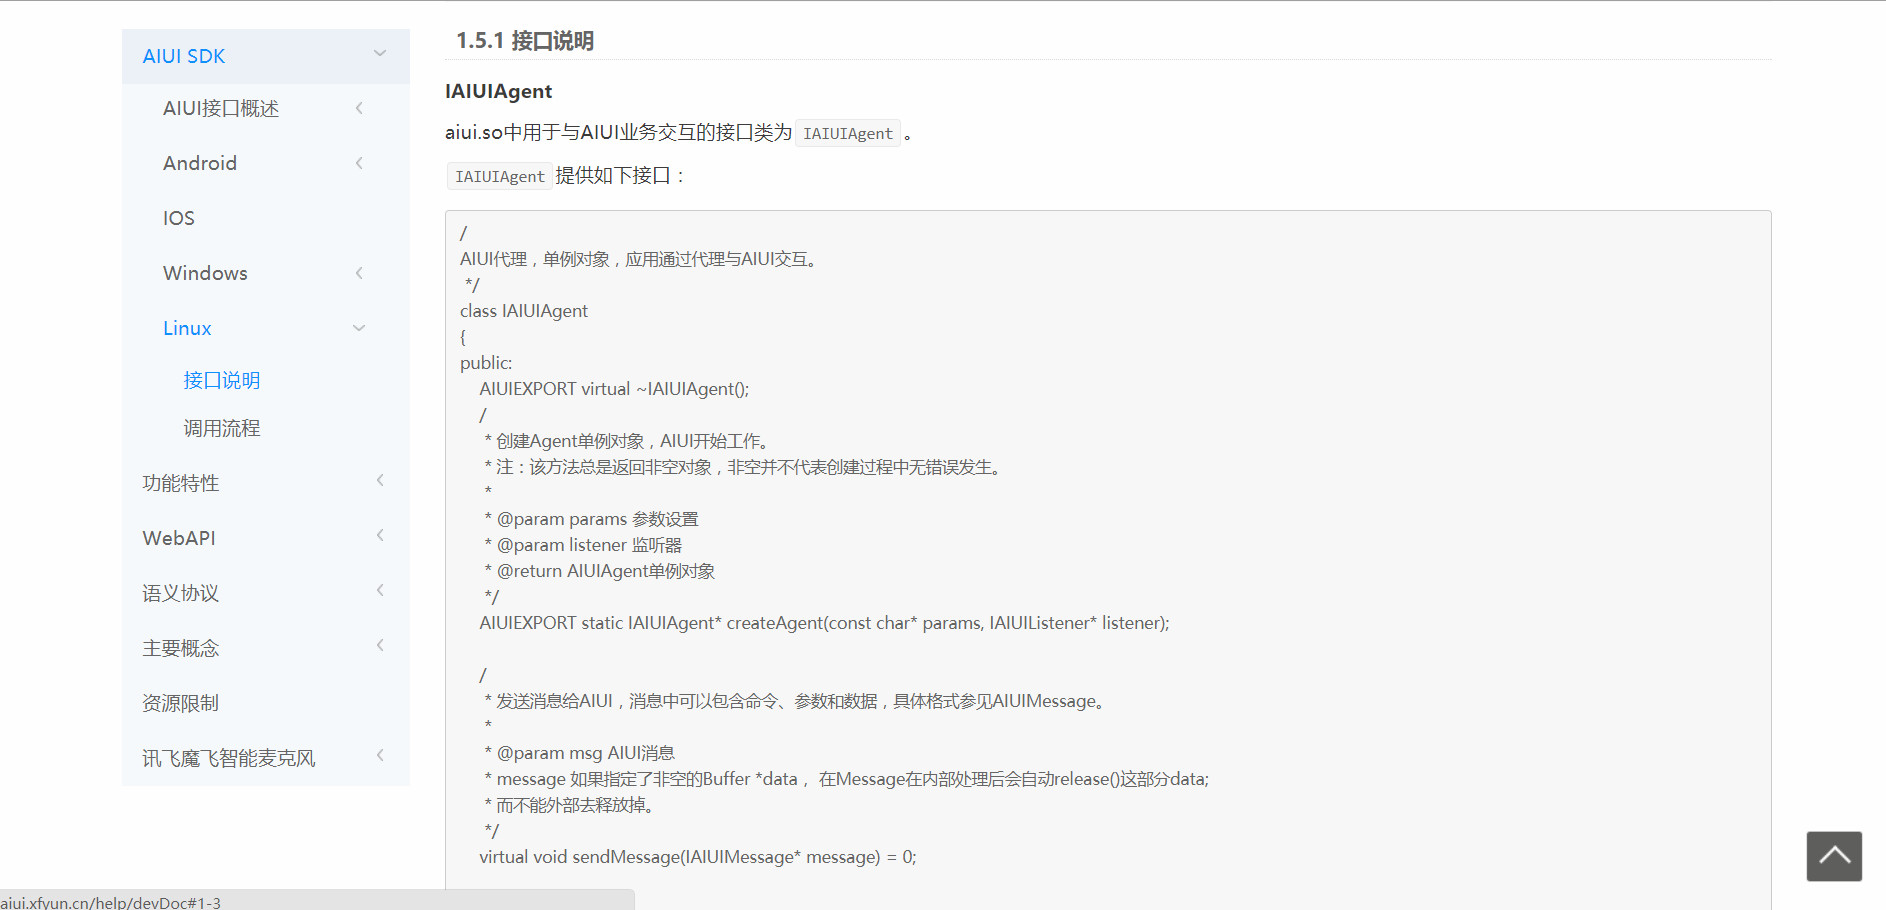 AIUI SDK
AIUI接口概述
Android
IOS
Windows
Linux
接口说明
调用流程
功能特性
WebAPI
语义协议
主要概念
资源限制
讯飞魔飞智能麦克风
1.5.1 接口说明
IAIUIAgent
aiui.so中用于与AIUI业务交互的接口类为 IAIUIAgent 。
IAIUIAgent 提供如下接口：
/
AIUI代理，单例对象，应用通过代理与AIUI交互。
*/
class IAIUIAgent
{
public:
AIUIEXPORT virtual ~IAIUIAgent();
/
* 创建Agent单例对象，AIUI开始工作。
* 注：该方法总是返回非空对象，非空并不代表创建过程中无错误发生。
*
* @param params 参数设置
* @param listener 监听器
* @return AIUIAgent单例对象
*/
AIUIEXPORT static IAIUIAgent* createAgent(const char* params, IAIUIListener* listener);
/
* 发送消息给AIUI，消息中可以包含命令、参数和数据，具体格式参见AIUIMessage。
*
* @param msg AIUI消息
* message 如果指定了非空的Buffer *data， 在Message在内部处理后会自动release()这部分data;
* 而不能外部去释放掉。
*/
virtual void sendMessage(IAIUIMessage* message) = 0;
aiui.xfyun.cn/help/devDoc#1-3